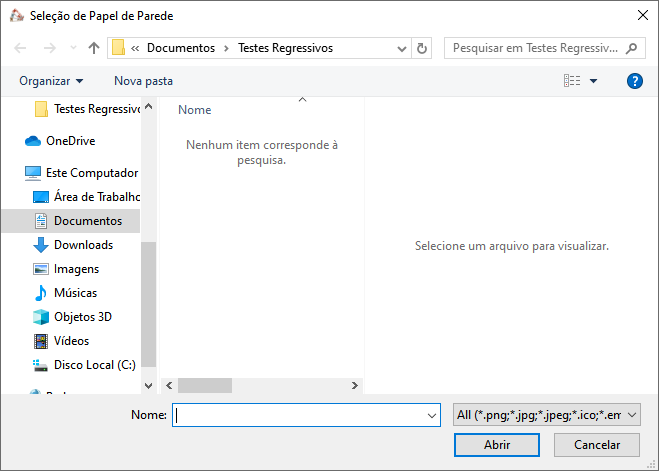 Seleção de Papel de Parede
« Documentos › Testes Regressivos
Pesquisar em Testes Regressiv...
Organizar
Nova pasta
?
Testes Regressivo
OneDrive
Este Computador
Área de Trabalho
Documentos
Downloads
Imagens
Músicas
Objetos 3D
Vídeos
Disco Local (C:)
Nome
Nenhum item corresponde à
pesquisa.
Selecione um arquivo para visualizar.
Nome:
All (*.png;*.jpg;*.jpeg;*.ico;*.em
Abrir
Cancelar